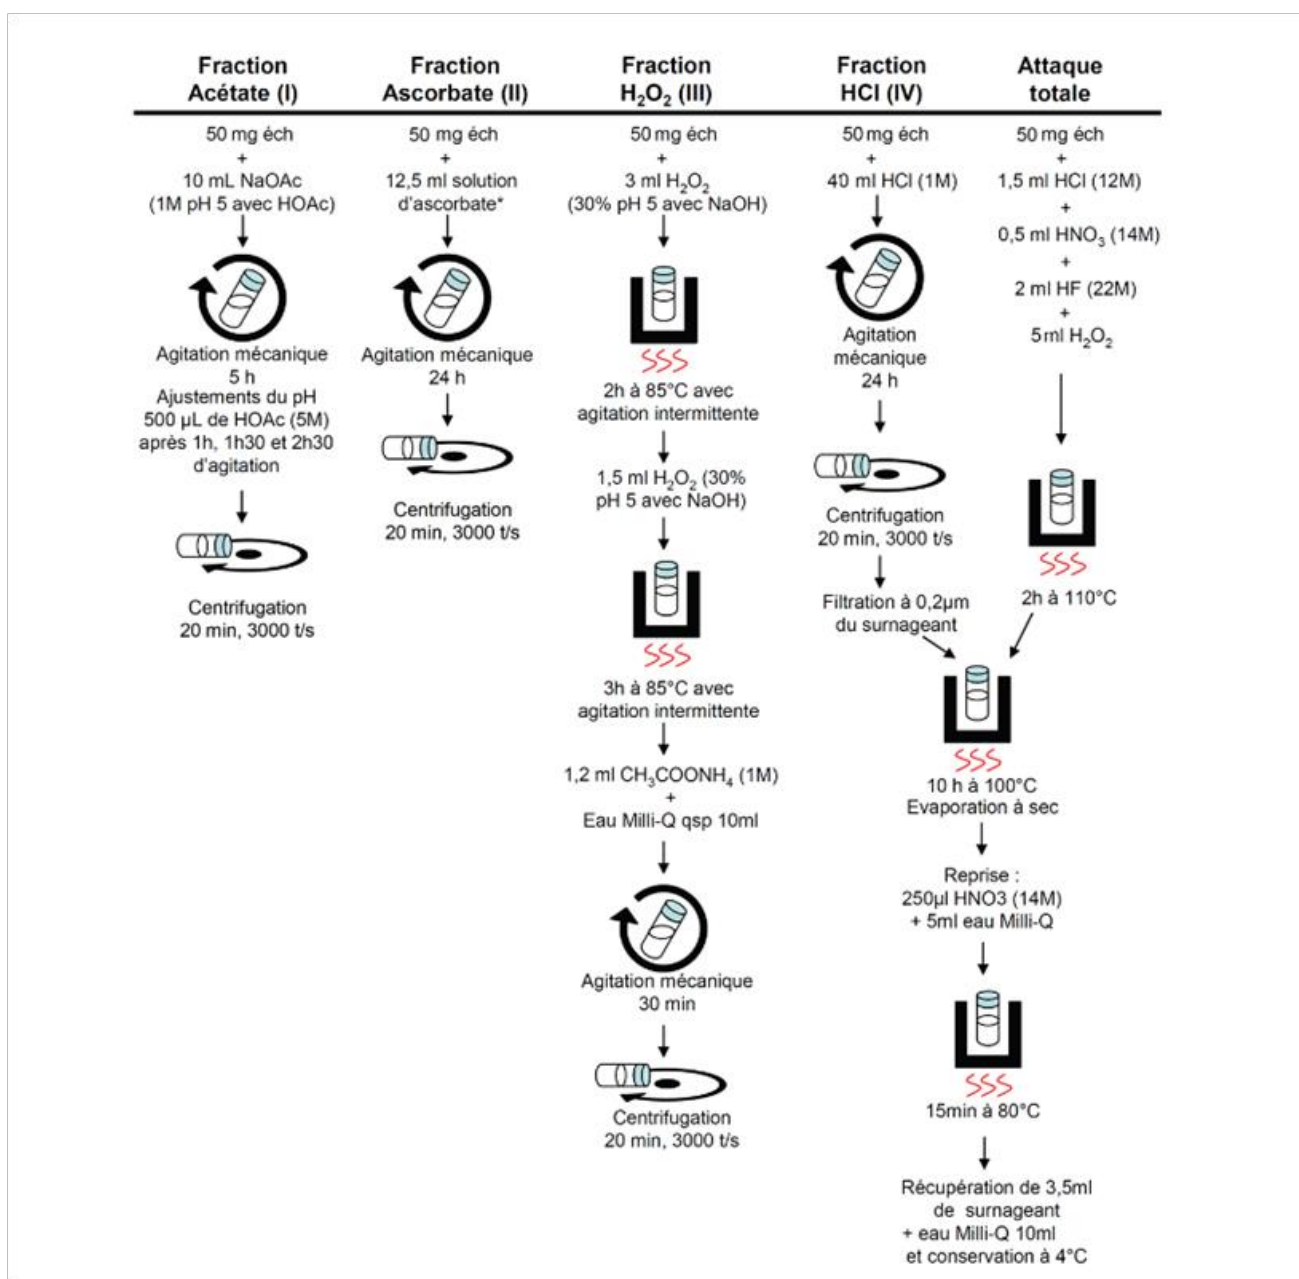 Fraction
Acétate (I)
50 mg éch
+
10 mL NaOAc
(1M pH 5 avec HOAc)
Agitation mécanique
5 h
Ajustements du pH
500 µL de HOAc (5M)
après 1h, 1h30 et 2h30
d'agitation
Centrifugation
20 min, 3000 t/s
Fraction
Ascorbate (II)
50 mg éch
+
12,5 ml solution
d'ascorbate*
Agitation mécanique
24 h
Centrifugation
20 min, 3000 t/s
Fraction
H₂O₂ (III)
50 mg éch
+
3 ml H₂O₂
(30% pH 5 avec NaOH)
2h à 85°C avec
agitation intermittente
1,5 ml H₂O₂ (30%
pH 5 avec NaOH)
3h à 85°C avec
agitation intermittente
1,2 ml CH₃COONH₄ (1M)
+
Eau Milli-Q qsp 10ml
Agitation mécanique
30 min
Centrifugation
20 min, 3000 t/s
Fraction
HCl (IV)
50 mg éch
+
40 ml HCl (1M)
Agitation
mécanique
24 h
Centrifugation
20 min, 3000 t/s
Filtration à 0,2µm
du surnageant
Attaque
totale
50 mg éch
+
1,5 ml HCl (12M)
+
0,5 ml HNO₃ (14M)
+
2 ml HF (22M)
+
5 ml H₂O₂
2h à 110°C
10 h à 100°C
Evaporation à sec
Reprise :
250µl HNO3 (14M)
+ 5ml eau Milli-Q
15min à 80°C
Récupération de 3,5ml
de surnageant
+ eau Milli-Q 10ml
et conservation à 4°C